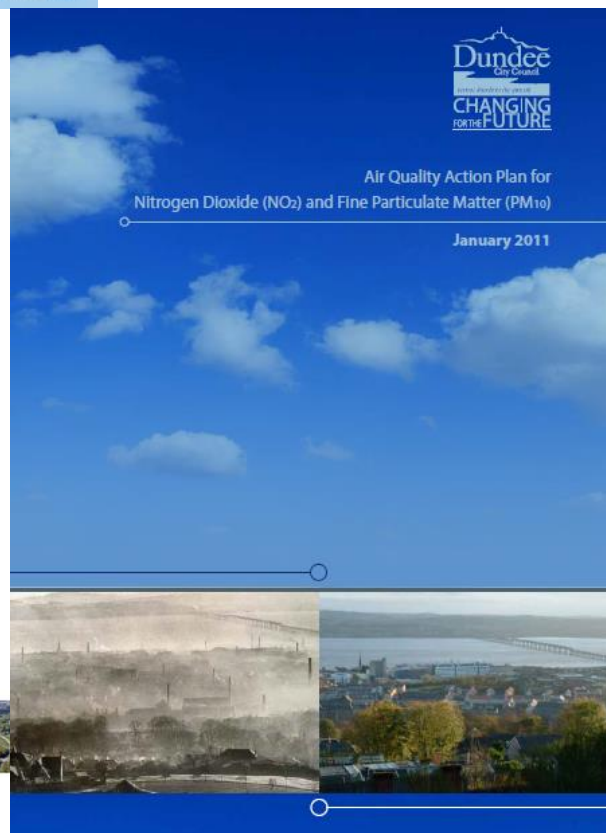 Dundee
City Council
CHANGING
FOR THE FUTURE
Air Quality Action Plan for
Nitrogen Dioxide (NO2) and Fine Particulate Matter (PM10)
January 2011